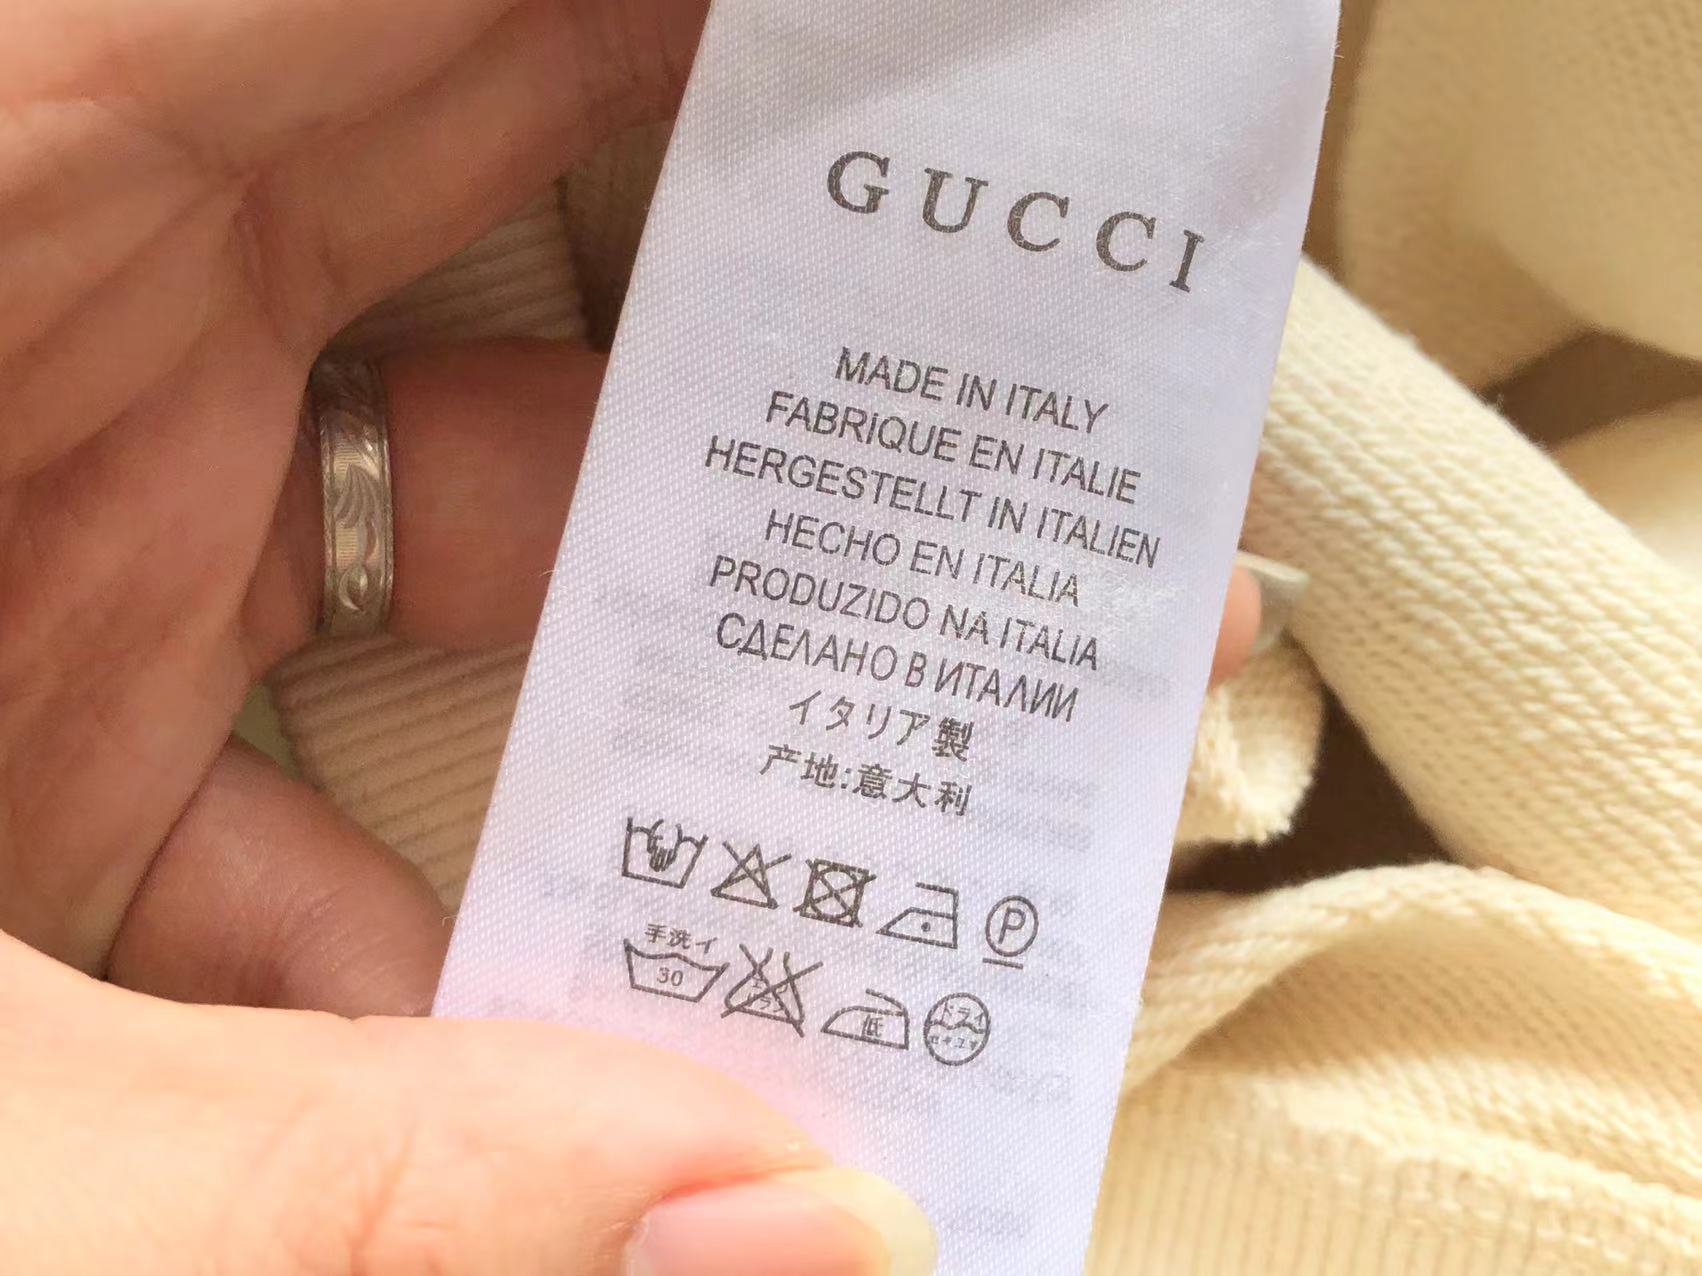 GUCCI
MADE IN ITALY
FABRIQUE EN ITALIE
HERGESTELLT IN ITALIEN
HECHO EN ITALIA
PRODUZIDO NA ITALIA
СДЕЛАНО В ИТАЛИИ
イタリア製
产地:意大利
P
手洗イ
30
低
ドライ